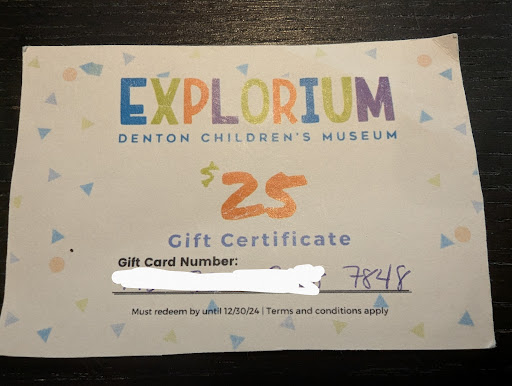 EXPLORIUM
DENTON CHILDREN'S MUSEUM
$25
Gift Certificate
Gift Card Number:
7848
Must redeem by until 12/30/24 | Terms and conditions apply